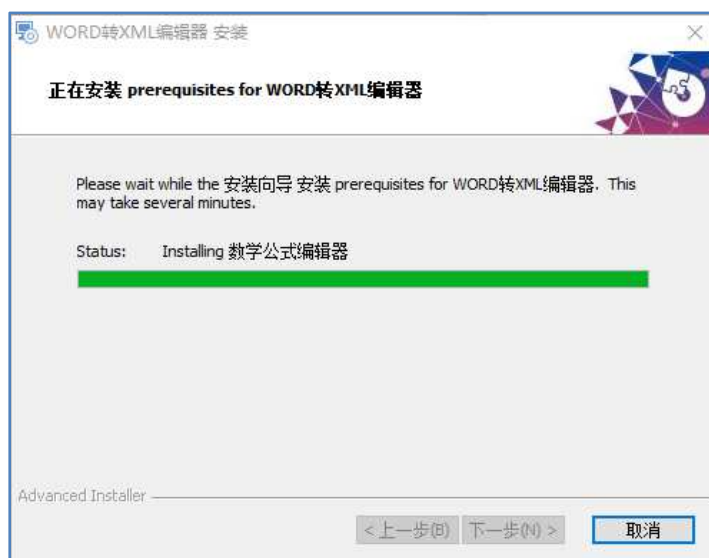 WORD转XML编辑器 安装
正在安装 prerequisites for WORD转XML编辑器
Please wait while the 安装向导 安装 prerequisites for WORD转XML编辑器. This
may take several minutes.
Status: Installing 数学公式编辑器
Advanced Installer
< 上一步(B) 下一步(N) > 取消